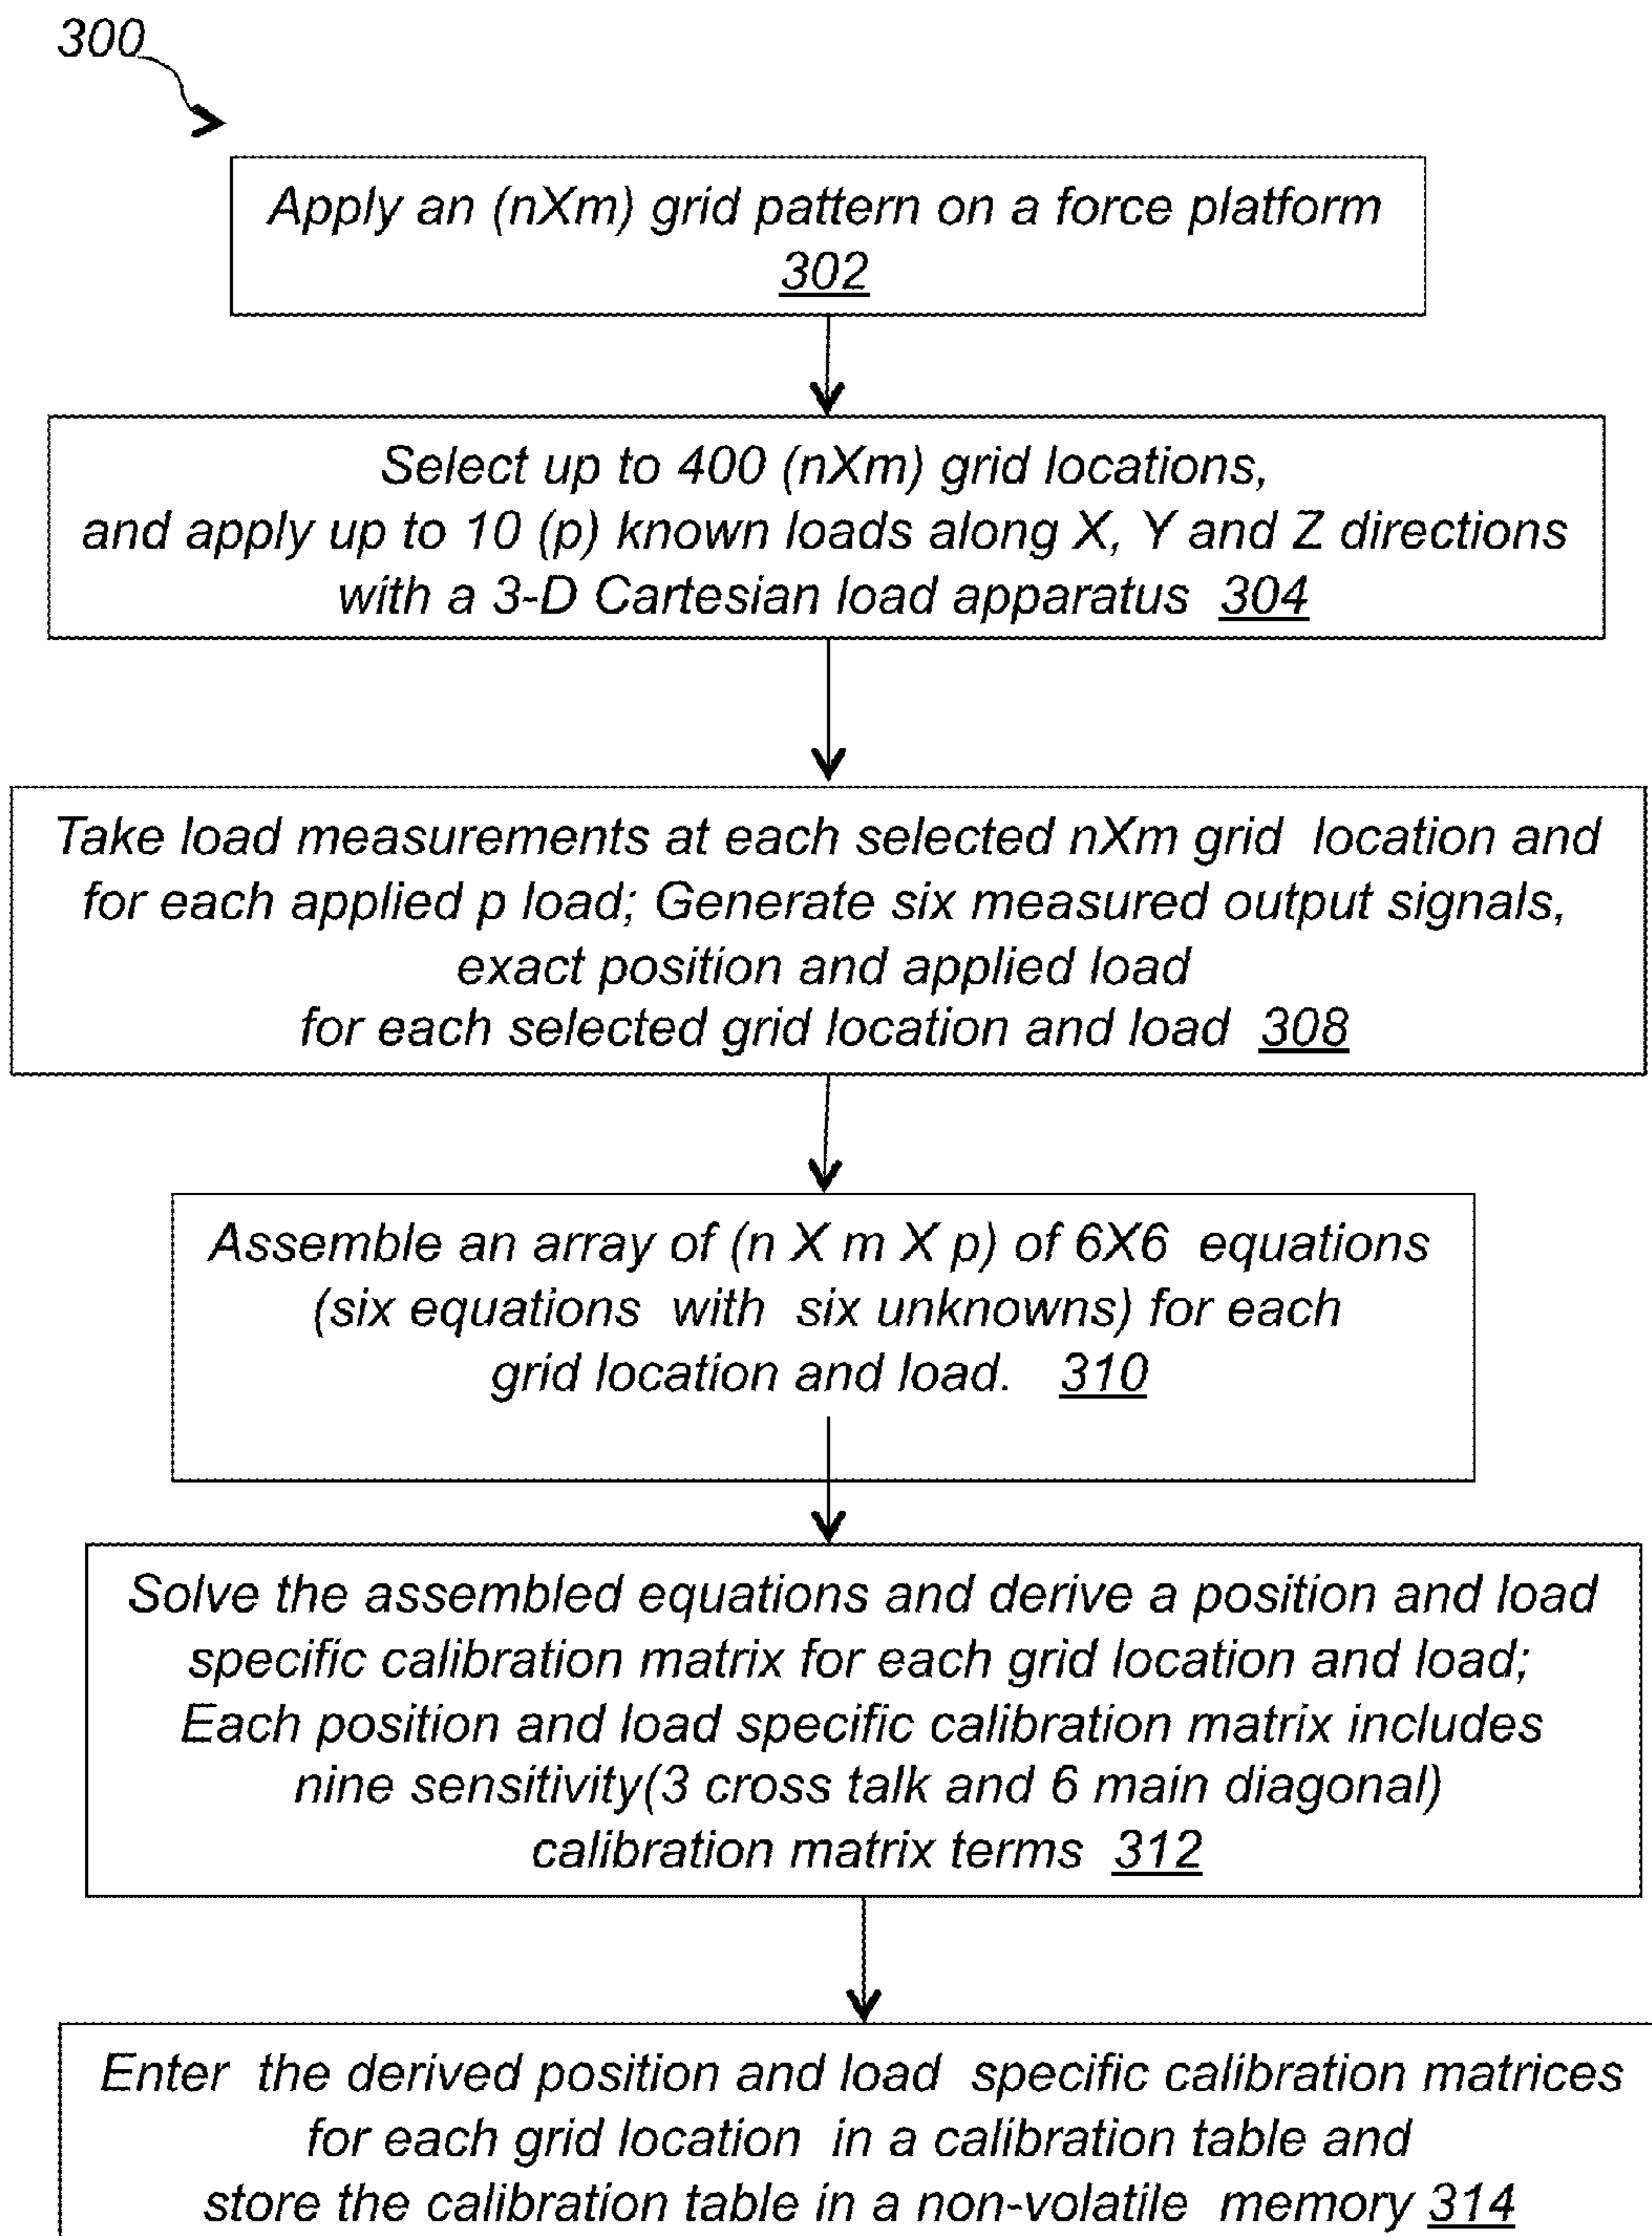 300
Apply an (nXm) grid pattern on a force platform
302
Select up to 400 (nXm) grid locations,
and apply up to 10 (p) known loads along X, Y and Z directions
with a 3-D Cartesian load apparatus 304
Take load measurements at each selected nXm grid location and
for each applied p load; Generate six measured output signals,
exact position and applied load
for each selected grid location and load 308
Assemble an array of (n X m X p) of 6X6 equations
(six equations with six unknowns) for each
grid location and load. 310
Solve the assembled equations and derive a position and load
specific calibration matrix for each grid location and load;
Each position and load specific calibration matrix includes
nine sensitivity(3 cross talk and 6 main diagonal)
calibration matrix terms 312
Enter the derived position and load specific calibration matrices
for each grid location in a calibration table and
store the calibration table in a non-volatile memory 314